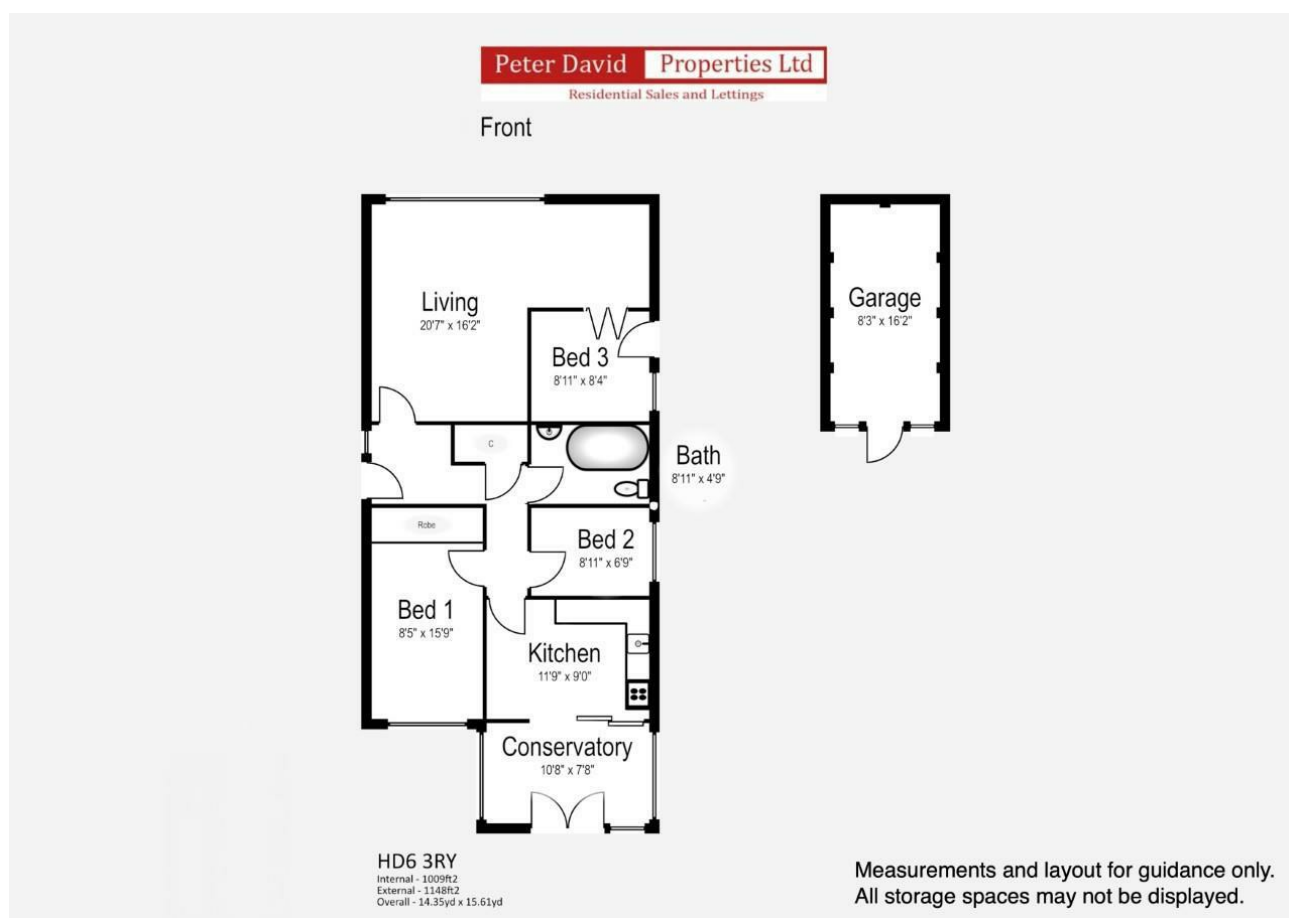 Peter David Properties Ltd
Residential Sales and Lettings
Front
Living
20'7" x 16'2"
Garage
8'3" x 16'2"
Bed 3
8'11" x 8'4"
C
Bath
8'11" x 4'9"
Robe
Bed 2
8'11" x 6'9"
Bed 1
8'5" x 15'9"
Kitchen
11'9" x 9'0"
Conservatory
10'8" x 7'8"
HD6 3RY
Internal - 1009ft2
External - 1148ft2
Overall - 14.35yd x 15.61yd
Measurements and layout for guidance only.
All storage spaces may not be displayed.